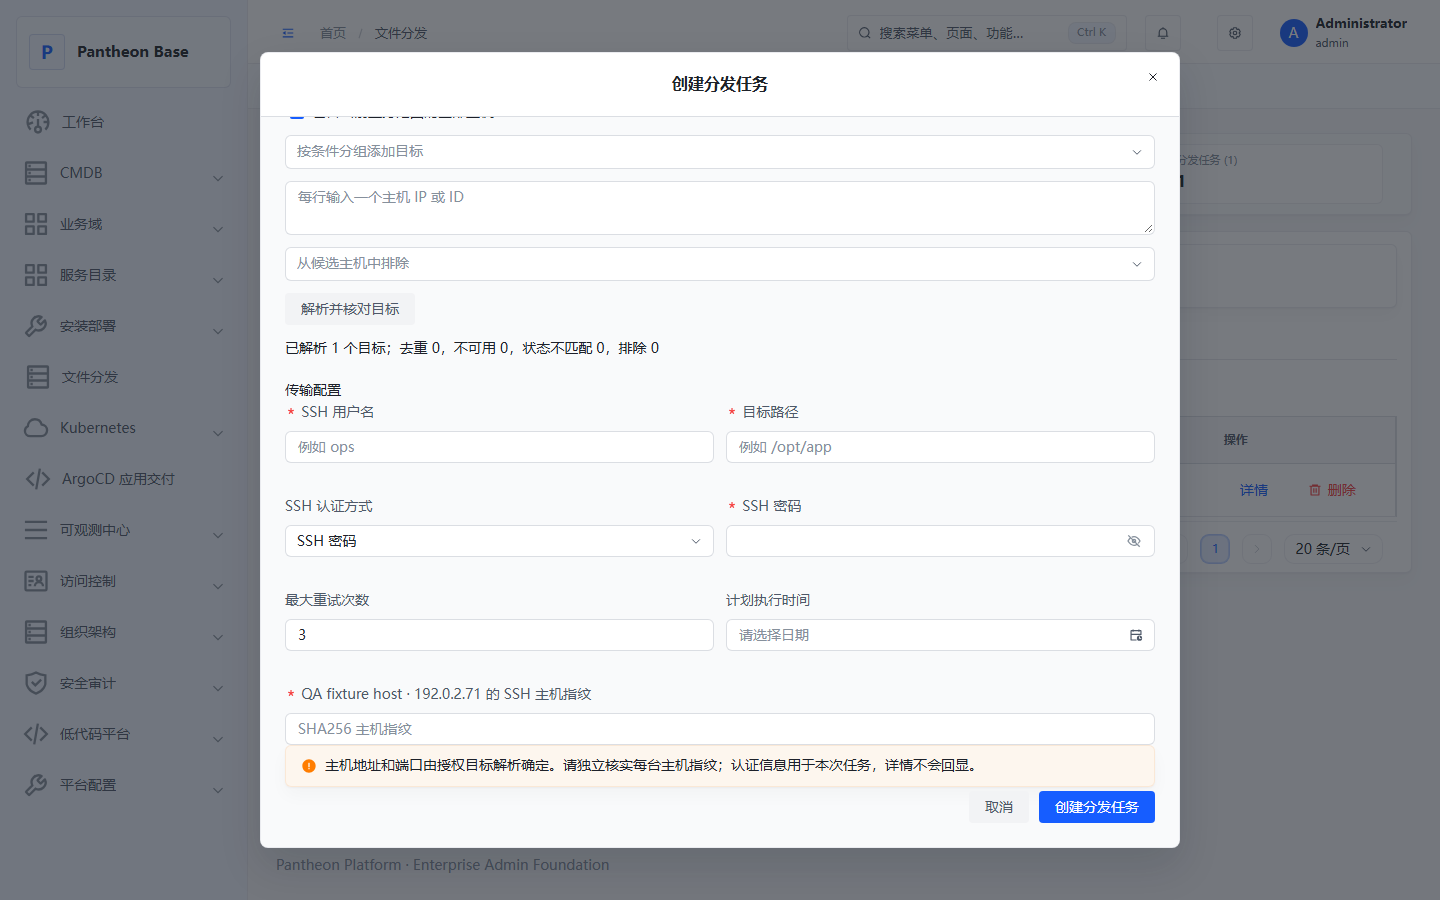 P
Pantheon Base
工作台
CMDB
业务域
服务目录
安装部署
文件分发
Kubernetes
ArgoCD 应用交付
可观测中心
访问控制
组织架构
安全审计
低代码平台
平台配置
首页 / 文件分发
搜索菜单、页面、功能...
Ctrl K
A
Administrator
admin
创建分发任务
按条件分组添加目标
每行输入一个主机 IP 或 ID
从候选主机中排除
解析并核对目标
已解析 1 个目标；去重 0，不可用 0，状态不匹配 0，排除 0
传输配置
* SSH 用户名
例如 ops
* 目标路径
例如 /opt/app
SSH 认证方式
SSH 密码
* SSH 密码
最大重试次数
3
计划执行时间
请选择日期
* QA fixture host · 192.0.2.71 的 SSH 主机指纹
SHA256 主机指纹
主机地址和端口由授权目标解析确定。请独立核实每台主机指纹；认证信息用于本次任务，详情不会回显。
取消
创建分发任务
分发任务 (1)
操作
详情
删除
1
20 条/页
Pantheon Platform · Enterprise Admin Foundation